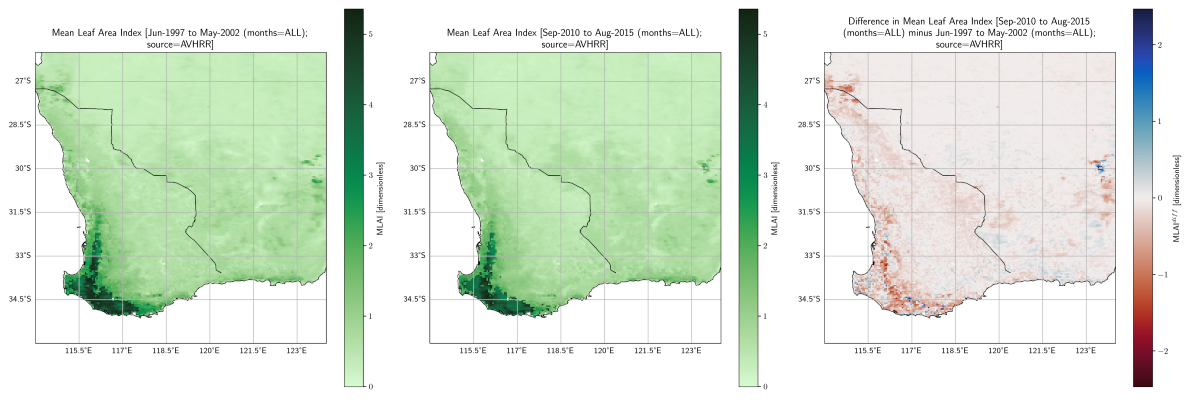 Mean Leaf Area Index [Jun-1997 to May-2002 (months=ALL);
source=AVHRR]
27°S
28.5°S
30°S
31.5°S
33°S
34.5°S
115.5°E 117°E 118.5°E 120°E 121.5°E 123°E
5
4
3
2
1
0
MLAI [dimensionless]
Mean Leaf Area Index [Sep-2010 to Aug-2015 (months=ALL);
source=AVHRR]
27°S
28.5°S
30°S
31.5°S
33°S
34.5°S
115.5°E 117°E 118.5°E 120°E 121.5°E 123°E
5
4
3
2
1
0
MLAI [dimensionless]
Difference in Mean Leaf Area Index [Sep-2010 to Aug-2015
(months=ALL) minus Jun-1997 to May-2002 (months=ALL);
source=AVHRR]
27°S
28.5°S
30°S
31.5°S
33°S
34.5°S
115.5°E 117°E 118.5°E 120°E 121.5°E 123°E
2
1
0
−1
−2
MLAI^diff [dimensionless]